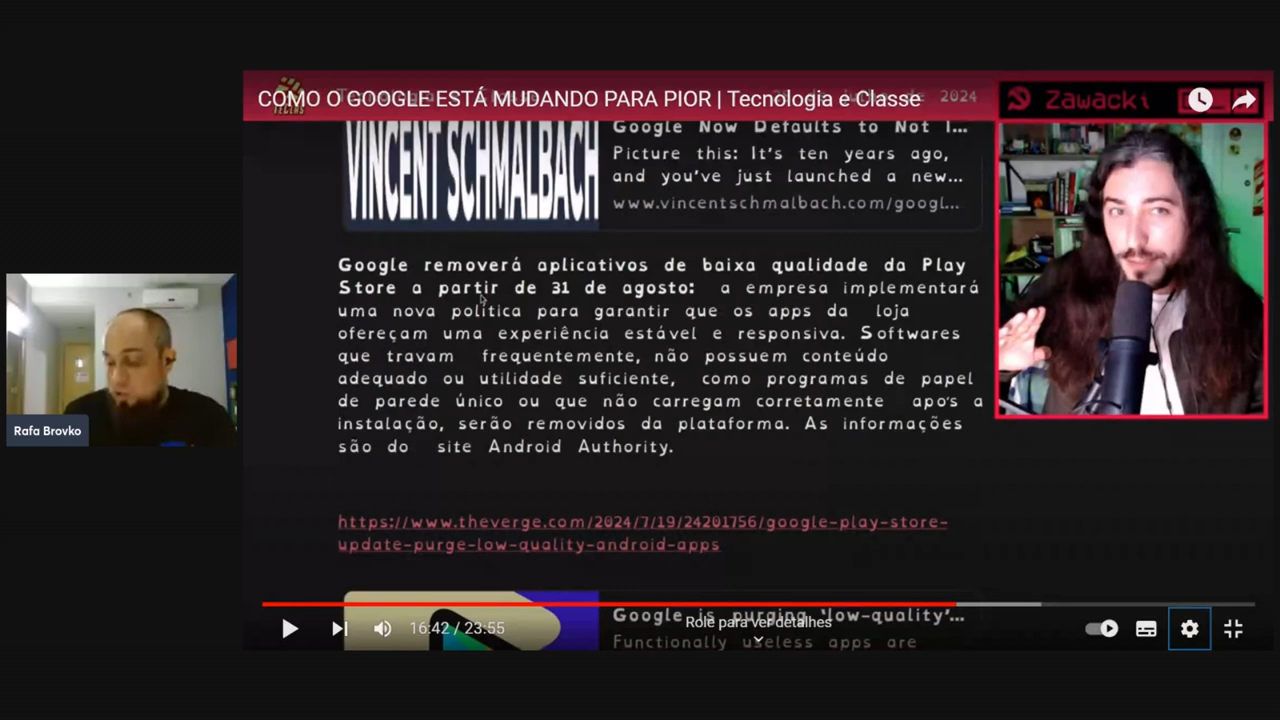 COMO O GOOGLE ESTÁ MUDANDO PARA PIOR | Tecnologia e Classe
2024
Zawacki
VINCENT SCHMALBACH
Google Now Defaults to Not I...
Picture this: It's ten years ago,
and you've just launched a new...
www.vincentschmalbach.com/googl...
Google removerá aplicativos de baixa qualidade da Play
Store a partir de 31 de agosto: a empresa implementará
uma nova política para garantir que os apps da loja
ofereçam uma experiência estável e responsiva. Softwares
que travam frequentemente, não possuem conteúdo
adequado ou utilidade suficiente, como programas de papel
de parede único ou que não carregam corretamente apo's a
instalação, serão removidos da plataforma. As informações
são do site Android Authority.
Rafa Brovko
https://www.theverge.com/2024/7/19/24201756/google-play-store-
update-purge-low-quality-android-apps
Google is purging 'low-quality'...
Functionally useless apps are
Role para ver detalhes
16:42 / 23:55